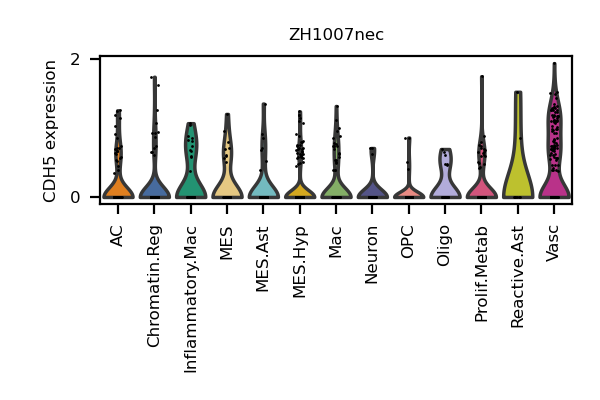 ZH1007nec
CDH5 expression
2
0
AC
Chromatin.Reg
Inflammatory.Mac
MES
MES.Ast
MES.Hyp
Mac
Neuron
OPC
Oligo
Prolif.Metab
Reactive.Ast
Vasc